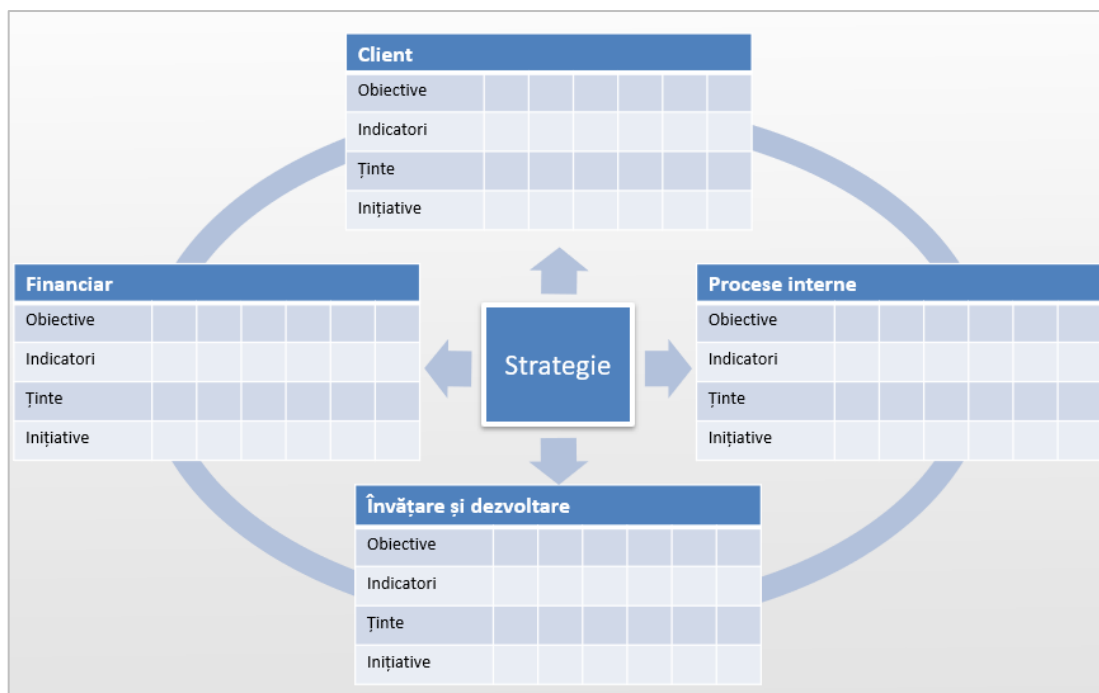 Client
Obiective
Indicatori
Ținte
Inițiative
Financiar
Obiective
Indicatori
Ținte
Inițiative
Strategie
Procese interne
Obiective
Indicatori
Ținte
Inițiative
Învățare și dezvoltare
Obiective
Indicatori
Ținte
Inițiative